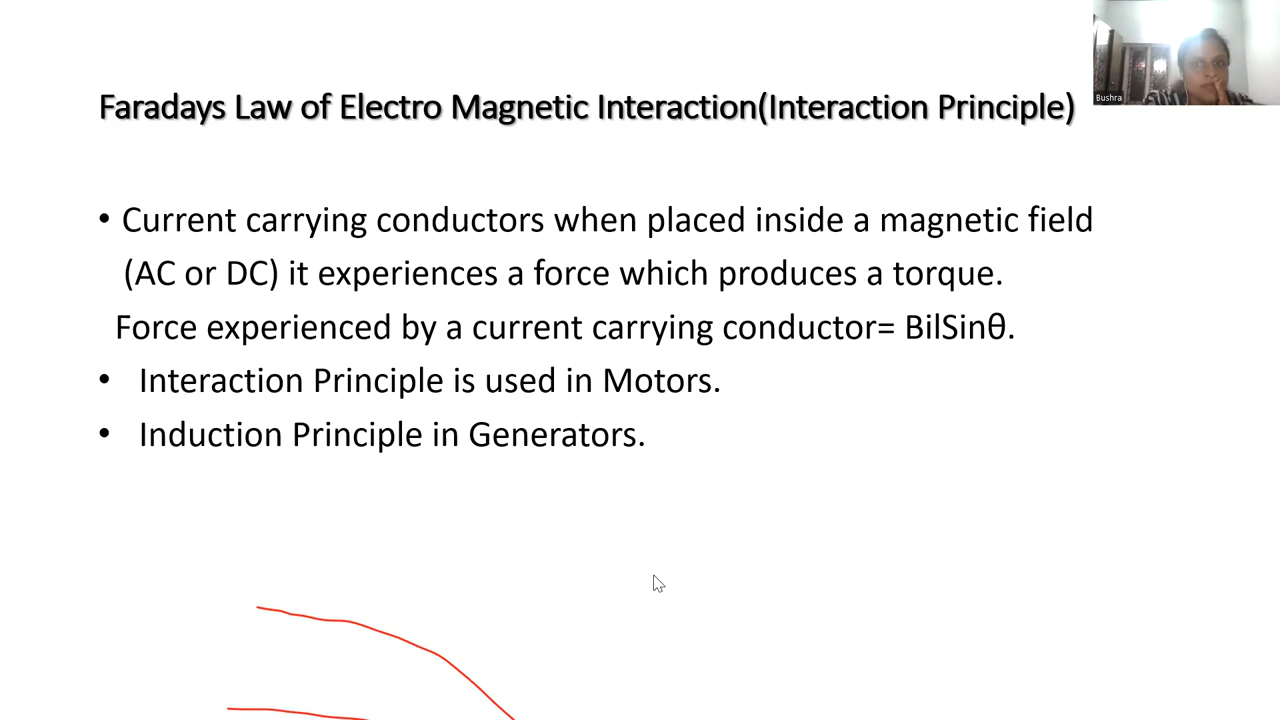 Bushra
Faradays Law of Electro Magnetic Interaction(Interaction Principle)
• Current carrying conductors when placed inside a magnetic field
(AC or DC) it experiences a force which produces a torque.
Force experienced by a current carrying conductor= BilSinθ.
• Interaction Principle is used in Motors.
• Induction Principle in Generators.